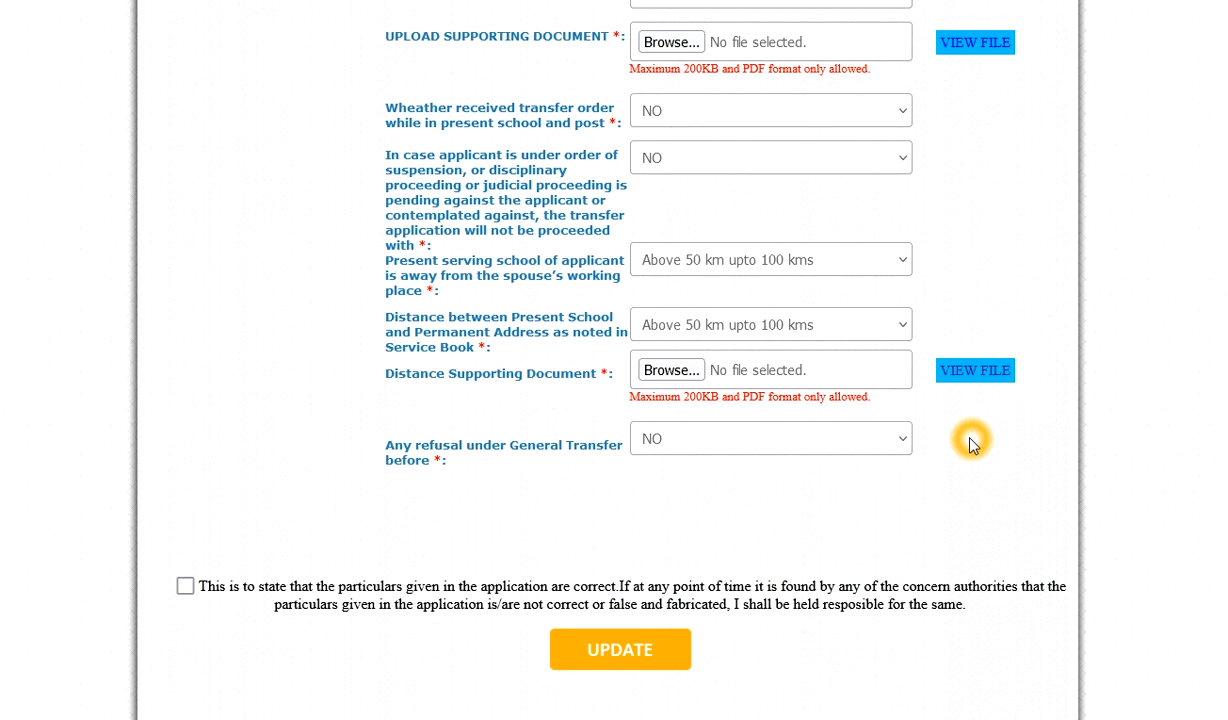 UPLOAD SUPPORTING DOCUMENT *:
Browse... No file selected.
VIEW FILE
Maximum 200KB and PDF format only allowed.
Wheather received transfer order
while in present school and post *:
NO
In case applicant is under order of
suspension, or disciplinary
proceeding or judicial proceeding is
pending against the applicant or
contemplated against, the transfer
application will not be proceeded
with *:
NO
Present serving school of applicant
is away from the spouse’s working
place *:
Above 50 km upto 100 kms
Distance between Present School
and Permanent Address as noted in
Service Book *:
Above 50 km upto 100 kms
Distance Supporting Document *:
Browse... No file selected.
VIEW FILE
Maximum 200KB and PDF format only allowed.
Any refusal under General Transfer
before *:
NO
This is to state that the particulars given in the application are correct.If at any point of time it is found by any of the concern authorities that the
particulars given in the application is/are not correct or false and fabricated, I shall be held resposible for the same.
UPDATE